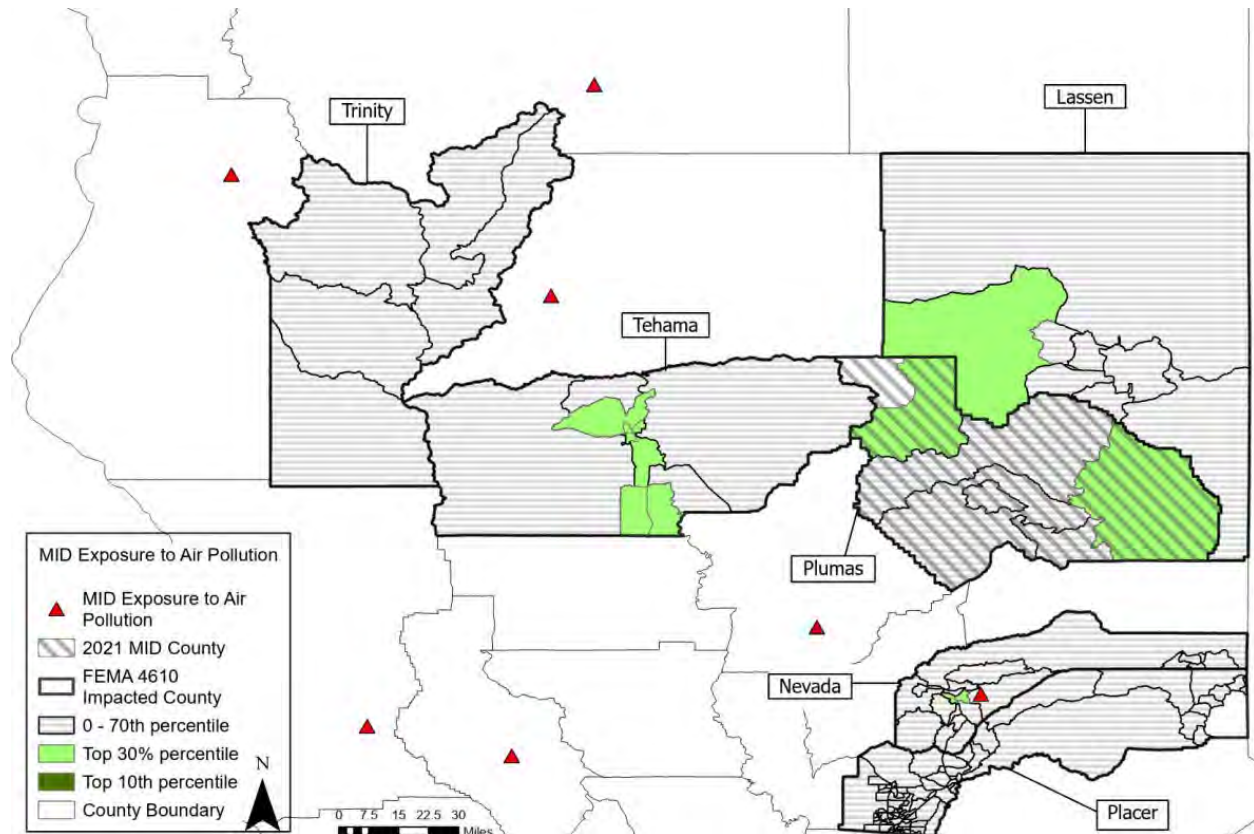 Lassen
Trinity
Tehama
Plumas
Nevada
Placer
MID Exposure to Air Pollution
MID Exposure to Air
Pollution
2021 MID County
FEMA 4610
Impacted County
0 - 70th percentile
Top 30% percentile
Top 10th percentile
County Boundary
N
0 7.5 15 22.5 30
Miles